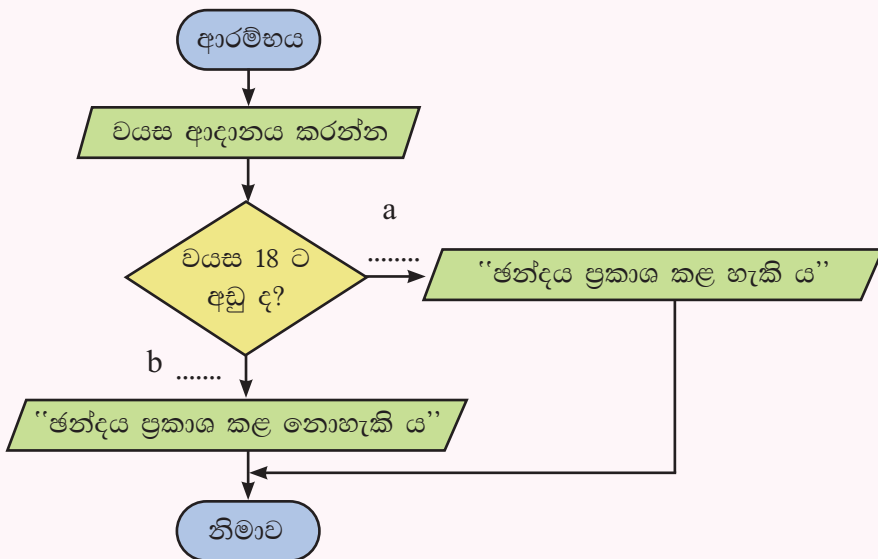 ආරම්භය
වයස ආදානය කරන්න
a
වයස 18 ට
අඩු ද?
........
“ඡන්දය ප්‍රකාශ කළ හැකි ය”
b .......
“ඡන්දය ප්‍රකාශ කළ නොහැකි ය”
නිමාව